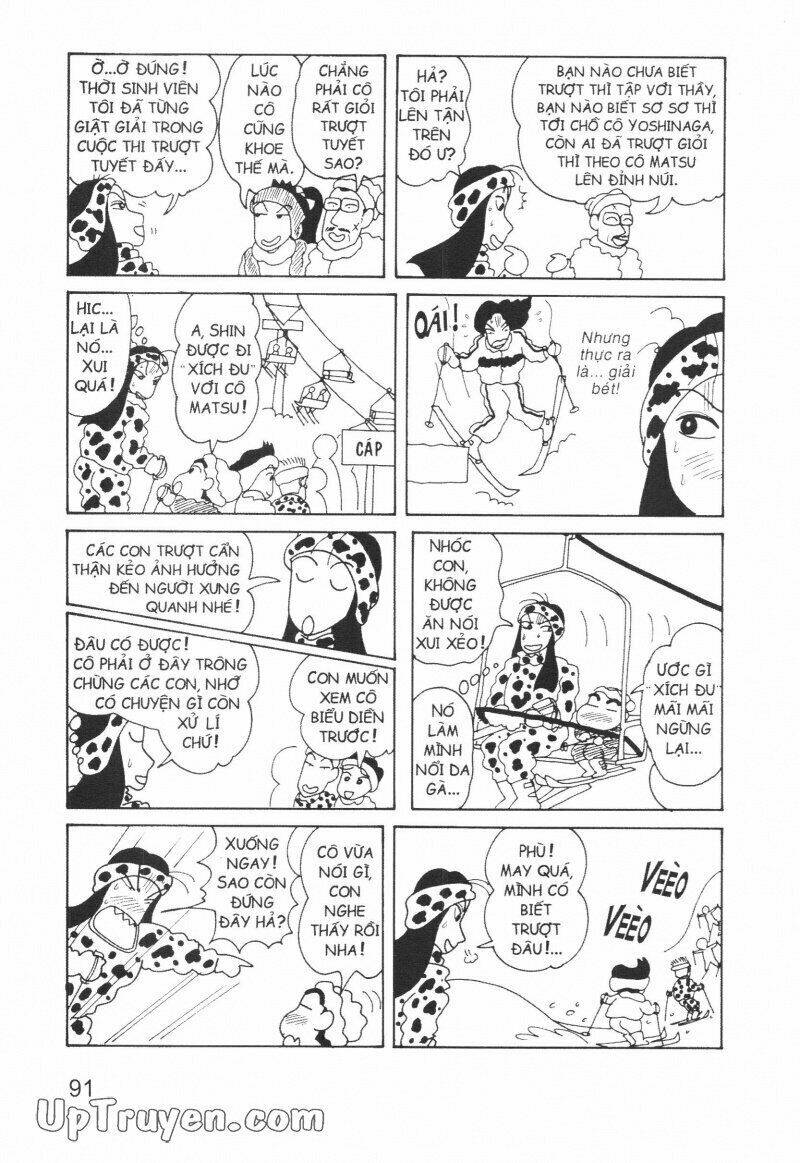 BẠN NÀO CHƯA BIẾT
TRƯỢT THÌ TẬP VỚI THẦY,
BẠN NÀO BIẾT SƠ SƠ THÌ
TỚI CHỖ CÔ YOSHINAGA,
CÒN AI ĐÃ TRƯỢT GIỎI
THÌ THEO CÔ MATSU
LÊN ĐỈNH NÚI.
HẢ?
TÔI PHẢI
LÊN TẬN
TRÊN
ĐÓ Ư?
CHẲNG
PHẢI CÔ
RẤT GIỎI
TRƯỢT
TUYẾT
SAO?
LÚC
NÀO
CÔ
CŨNG
KHOE
THẾ MÀ.
Ờ...Ờ ĐÚNG!
THỜI SINH VIÊN
TÔI ĐÃ TỪNG
GIẬT GIẢI TRONG
CUỘC THI TRƯỢT
TUYẾT ĐẤY...
Nhưng
thực ra
là... giải
bét!
OÁI!
A, SHIN
ĐƯỢC ĐI
"XÍCH ĐU"
VỚI CÔ
MATSU!
HIC...
LẠI LÀ
NÓ...
XUI
QUÁ!
CÁP
ƯỚC GÌ
"XÍCH ĐU"
MÃI MÃI
NGỪNG
LẠI...
NHÓC
CON,
KHÔNG
ĐƯỢC
ĂN NÓI
XUI XẺO!
NÓ
LÀM
MÌNH
NỔI DA
GÀ...
CÁC CON TRƯỢT CẨN
THẬN KẺO ẢNH HƯỞNG
ĐẾN NGƯỜI XUNG
QUANH NHÉ!
CON MUỐN
XEM CÔ
BIỂU DIỄN
TRƯỚC!
ĐÂU CÓ ĐƯỢC!
CÔ PHẢI Ở ĐÂY TRÔNG
CHỪNG CÁC CON, NHỠ
CÓ CHUYỆN GÌ CÒN
XỬ LÍ
CHỨ!
VEÈO
VEÈO
PHÙ!
MAY QUÁ,
MÌNH CÓ
BIẾT
TRƯỢT
ĐÂU!...
CÔ VỪA
NÓI GÌ,
CON
NGHE
THẤY RỒI
NHA!
XUỐNG
NGAY!
SAO CÒN
ĐỨNG
ĐÂY HẢ?
91
UpTruyen.com